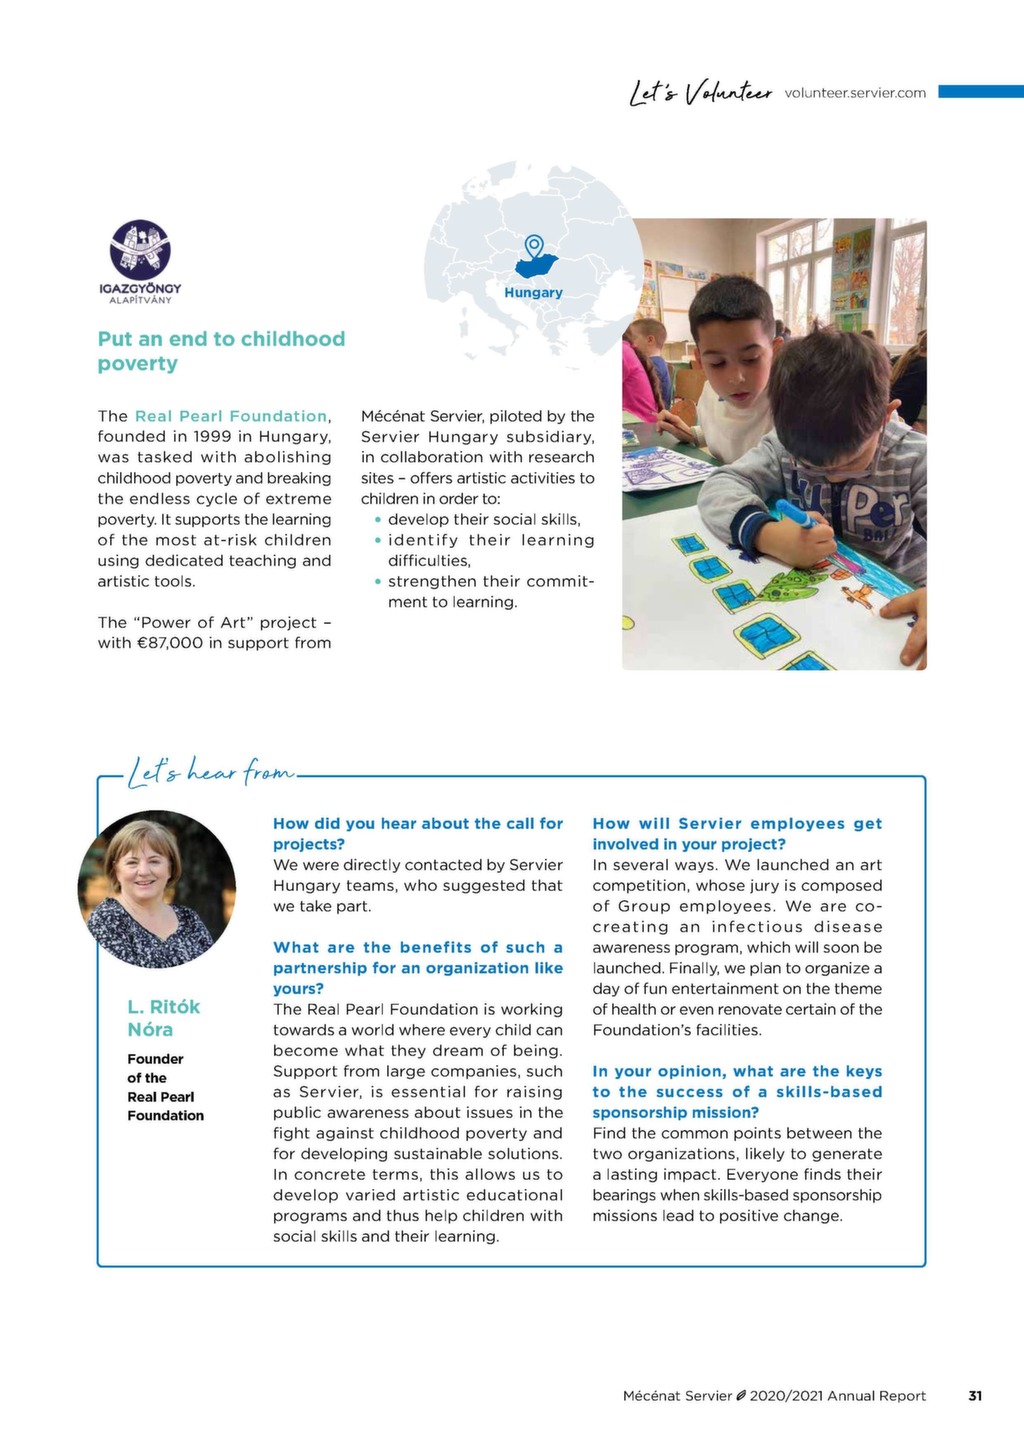 Let's Volunteer volunteer.servier.com
IGAZGYÖNGY
ALAPÍTVÁNY
Hungary
Put an end to childhood
poverty
The Real Pearl Foundation,
founded in 1999 in Hungary,
was tasked with abolishing
childhood poverty and breaking
the endless cycle of extreme
poverty. It supports the learning
of the most at-risk children
using dedicated teaching and
artistic tools.
The “Power of Art” project –
with €87,000 in support from
Mécénat Servier, piloted by the
Servier Hungary subsidiary,
in collaboration with research
sites – offers artistic activities to
children in order to:
• develop their social skills,
• identify their learning
difficulties,
• strengthen their commit-
ment to learning.
Let's hear from
L. Ritók
Nóra
Founder
of the
Real Pearl
Foundation
How did you hear about the call for
projects?
We were directly contacted by Servier
Hungary teams, who suggested that
we take part.
What are the benefits of such a
partnership for an organization like
yours?
The Real Pearl Foundation is working
towards a world where every child can
become what they dream of being.
Support from large companies, such
as Servier, is essential for raising
public awareness about issues in the
fight against childhood poverty and
for developing sustainable solutions.
In concrete terms, this allows us to
develop varied artistic educational
programs and thus help children with
social skills and their learning.
How will Servier employees get
involved in your project?
In several ways. We launched an art
competition, whose jury is composed
of Group employees. We are co-
creating an infectious disease
awareness program, which will soon be
launched. Finally, we plan to organize a
day of fun entertainment on the theme
of health or even renovate certain of the
Foundation’s facilities.
In your opinion, what are the keys
to the success of a skills-based
sponsorship mission?
Find the common points between the
two organizations, likely to generate
a lasting impact. Everyone finds their
bearings when skills-based sponsorship
missions lead to positive change.
Mécénat Servier 2020/2021 Annual Report 31